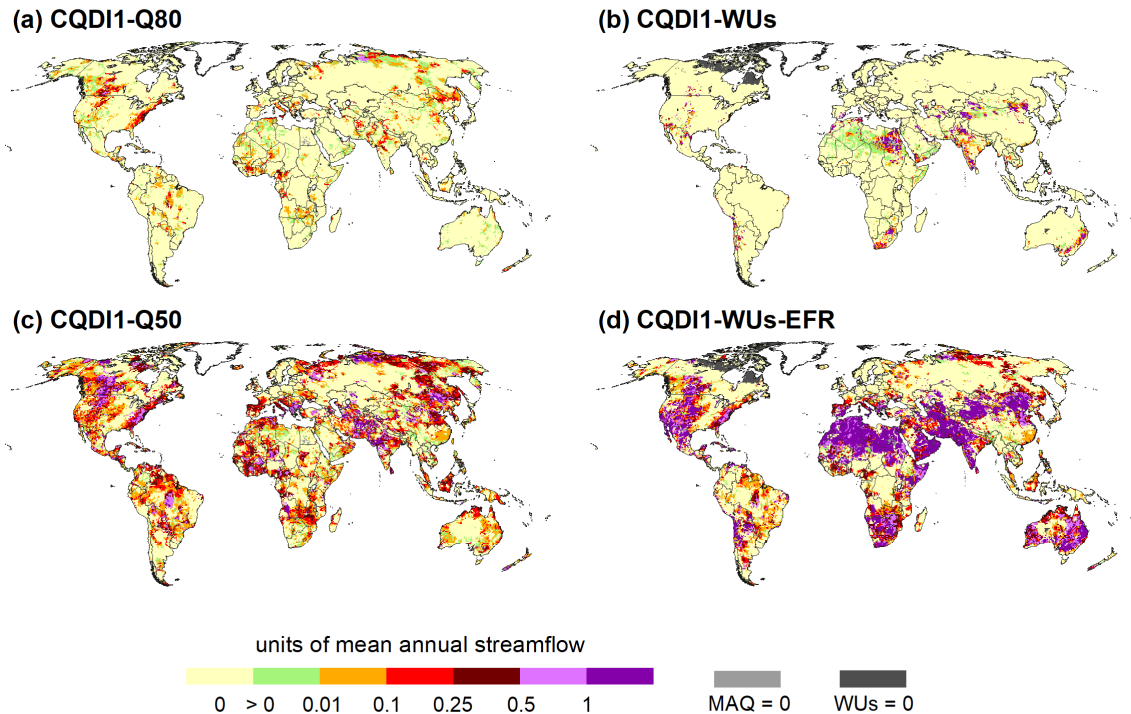 (a) CQDI1-Q80
(b) CQDI1-WUs
(c) CQDI1-Q50
(d) CQDI1-WUs-EFR
units of mean annual streamflow
0 > 0 0.01 0.1 0.25 0.5 1
MAQ = 0
WUs = 0